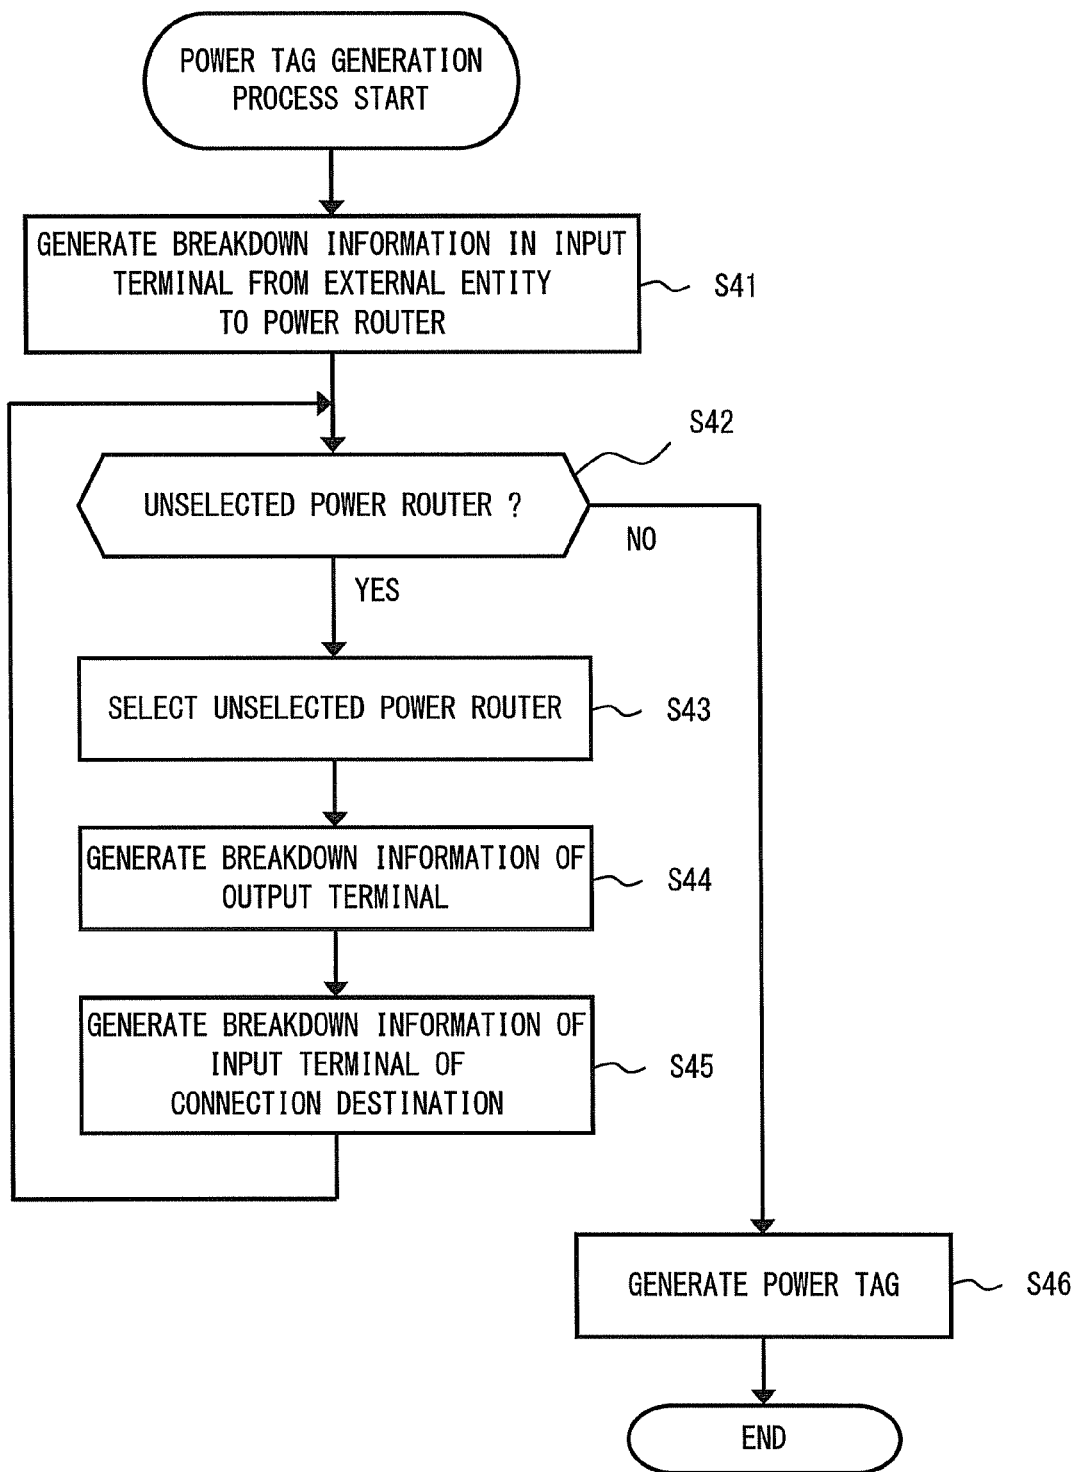 POWER TAG GENERATION
PROCESS START
GENERATE BREAKDOWN INFORMATION IN INPUT
TERMINAL FROM EXTERNAL ENTITY
TO POWER ROUTER
S41
S42
UNSELECTED POWER ROUTER ?
NO
YES
SELECT UNSELECTED POWER ROUTER
S43
GENERATE BREAKDOWN INFORMATION OF
OUTPUT TERMINAL
S44
GENERATE BREAKDOWN INFORMATION OF
INPUT TERMINAL OF
CONNECTION DESTINATION
S45
GENERATE POWER TAG
S46
END